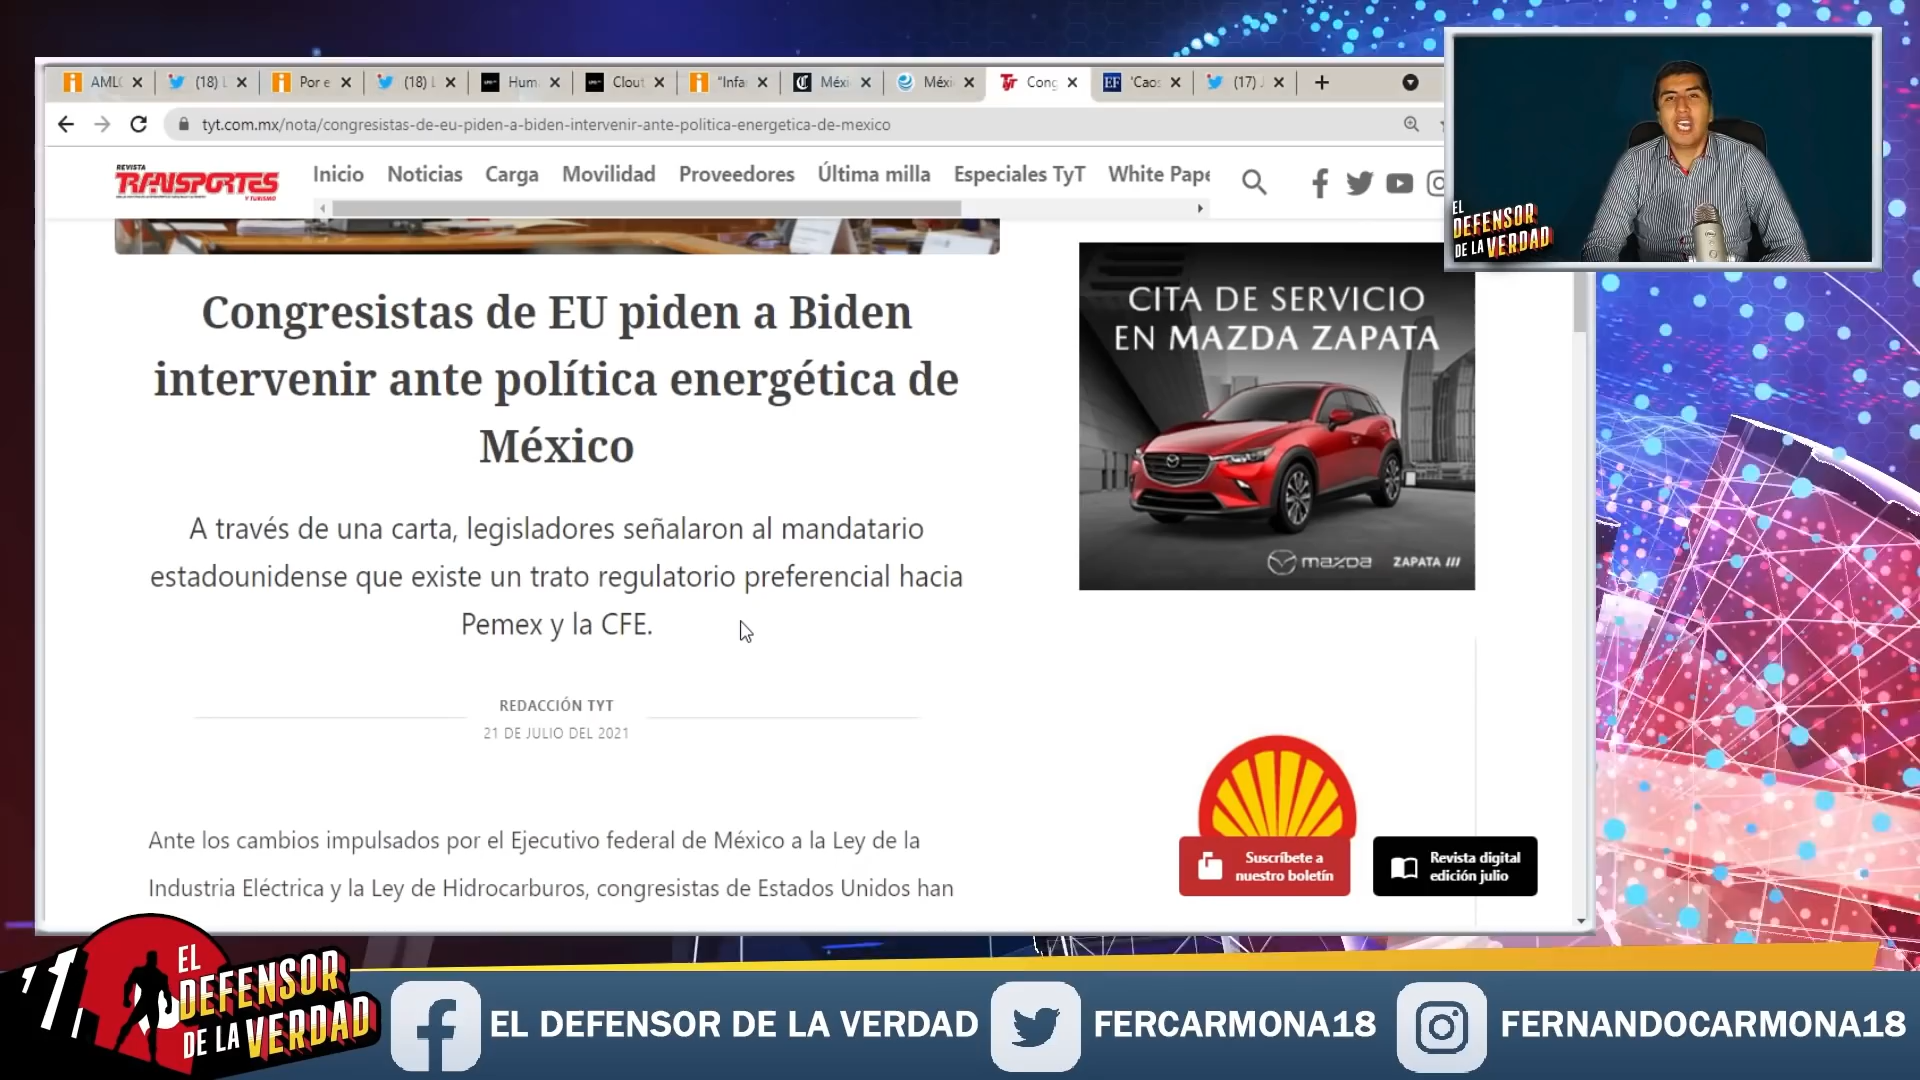 AML
(18) L
Por e
(18) L
Hum
Clout
"Infa
Méxi
Méxi
Cong
EF
'Caos
(17)
tyt.com.mx/nota/congresistas-de-eu-piden-a-biden-intervenir-ante-politica-energetica-de-mexico
REVISTA
TRANSPORTES
Y TURISMO
Inicio
Noticias
Carga
Movilidad
Proveedores
Última milla
Especiales TyT
White Pape
EL
DEFENSOR
DE LA VERDAD
Congresistas de EU piden a Biden
intervenir ante política energética de
México
A través de una carta, legisladores señalaron al mandatario
estadounidense que existe un trato regulatorio preferencial hacia
Pemex y la CFE.
REDACCIÓN TYT
21 DE JULIO DEL 2021
Ante los cambios impulsados por el Ejecutivo federal de México a la Ley de la
Industria Eléctrica y la Ley de Hidrocarburos, congresistas de Estados Unidos han
CITA DE SERVICIO
EN MAZDA ZAPATA
mazda
ZAPATA
Suscríbete a
nuestro boletín
Revista digital
edición julio
EL
DEFENSOR
DE LA VERDAD
EL DEFENSOR DE LA VERDAD
FERCARMONA18
FERNANDOCARMONA18